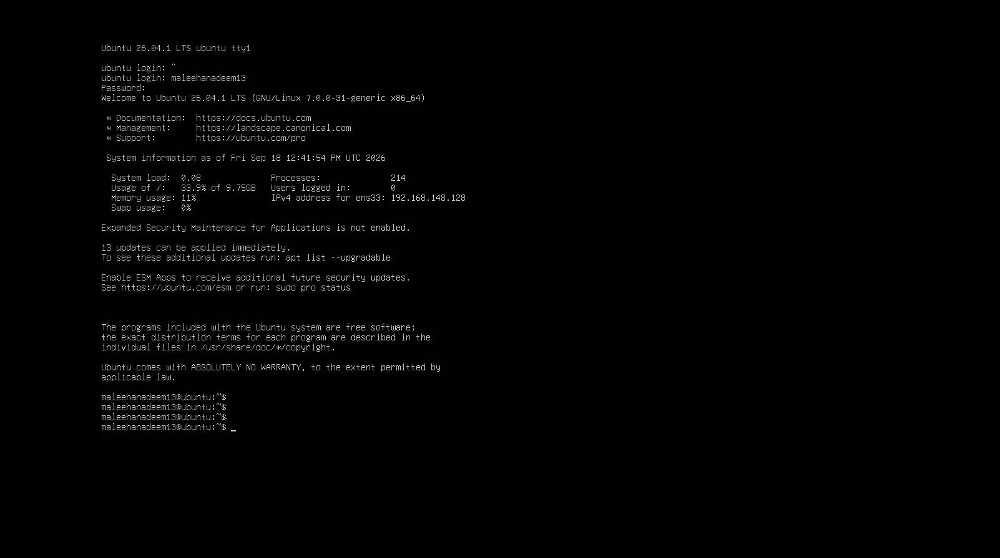 Ubuntu 26.04.1 LTS ubuntu tty1
ubuntu login: ^
ubuntu login: maleehanadeem13
Password:
Welcome to Ubuntu 26.04.1 LTS (GNU/Linux 7.0.0-31-generic x86_64)
* Documentation:  https://docs.ubuntu.com
* Management:     https://landscape.canonical.com
* Support:        https://ubuntu.com/pro
System information as of Fri Sep 18 12:41:54 PM UTC 2026
System load:  0.08              Processes:              214
Usage of /:   33.9% of 9.75GB   Users logged in:        0
Memory usage: 11%               IPv4 address for ens33: 192.168.148.128
Swap usage:   0%
Expanded Security Maintenance for Applications is not enabled.
13 updates can be applied immediately.
To see these additional updates run: apt list --upgradable
Enable ESM Apps to receive additional future security updates.
See https://ubuntu.com/esm or run: sudo pro status
The programs included with the Ubuntu system are free software;
the exact distribution terms for each program are described in the
individual files in /usr/share/doc/*/copyright.
Ubuntu comes with ABSOLUTELY NO WARRANTY, to the extent permitted by
applicable law.
maleehanadeem13@ubuntu:~$
maleehanadeem13@ubuntu:~$
maleehanadeem13@ubuntu:~$
maleehanadeem13@ubuntu:~$ _